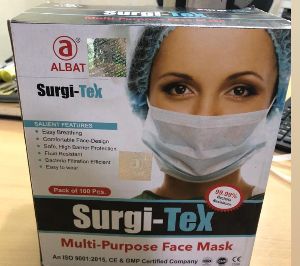 a
ALBAT
Surgi-Tex
SALIENT FEATURES
Easy Breathing
Comfortable Face-Design
Safe, High Barrier Protection
Fluid Resistant
Bacteria Filtration Efficient
Easy to wear
Pack of 100 Pcs.
99.98%
Surgi-Tex
Multi-Purpose Face Mask
An ISO 9001:2015, CE & GMP Certified Company